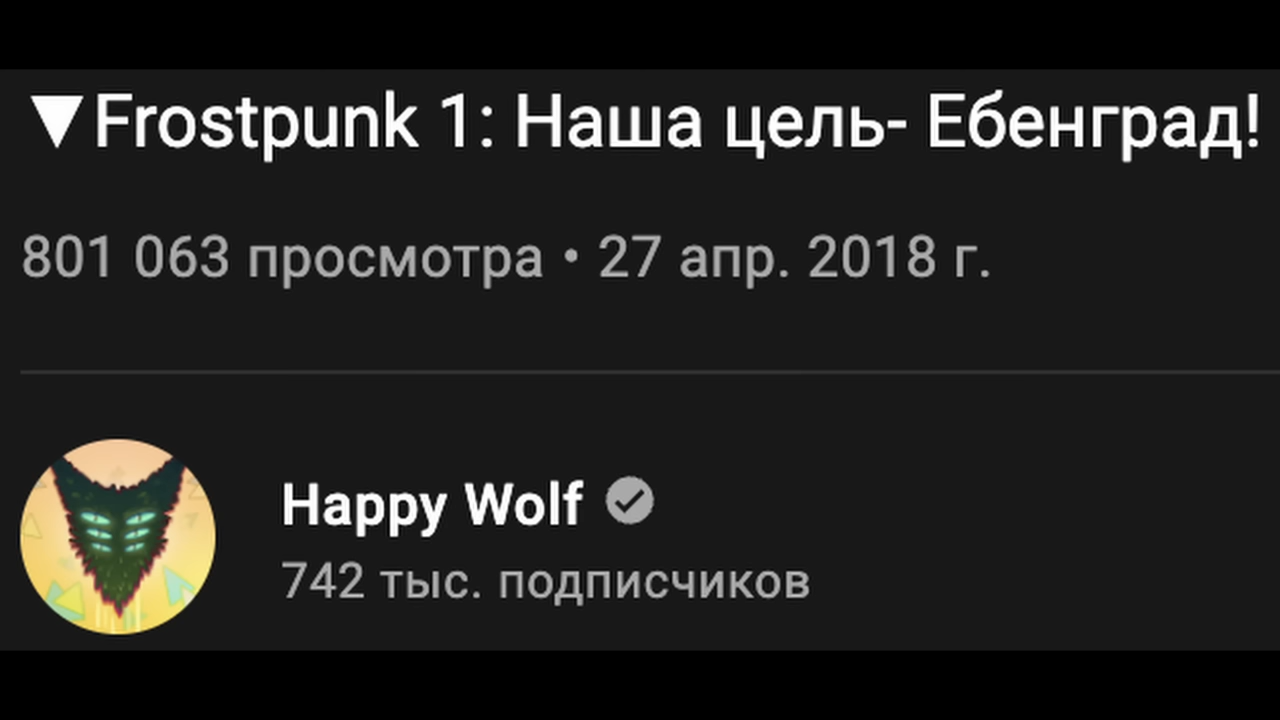 ▼Frostpunk 1: Наша цель- Ебенград!
801 063 просмотра • 27 апр. 2018 г.
Happy Wolf
742 тыс. подписчиков